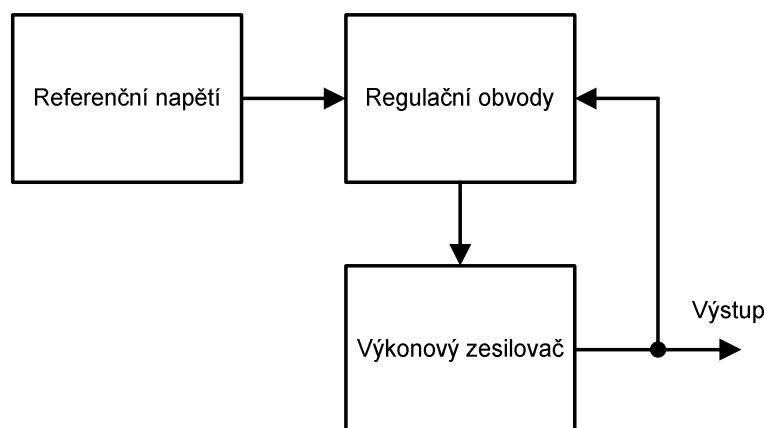 Referenční napětí
Regulační obvody
Výkonový zesilovač
Výstup